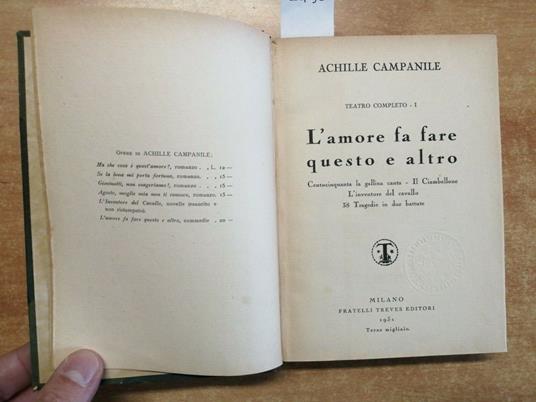 OPERE DI ACHILLE CAMPANILE:
Ma che cosa è quest'amore?, romanzo . . L. 12 —
Se la luna mi porta fortuna, romanzo. . . 15 —
Giovinotti, non esageriamo!, romanzo. . . . 15 —
Agosto, moglie mia non ti conosco, romanzo. 15 —
L'Inventore del Cavallo, novelle (esaurito e
non ristampato).
L'amore fa fare questo e altro, commedie . 20 —
ACHILLE CAMPANILE
TEATRO COMPLETO - I
L'amore fa fare
questo e altro
Centocinquanta la gallina canta - Il Ciambellone
L'inventore del cavallo
38 Tragedie in due battute
MILANO
FRATELLI TREVES EDITORI
1931
Terzo migliaio.